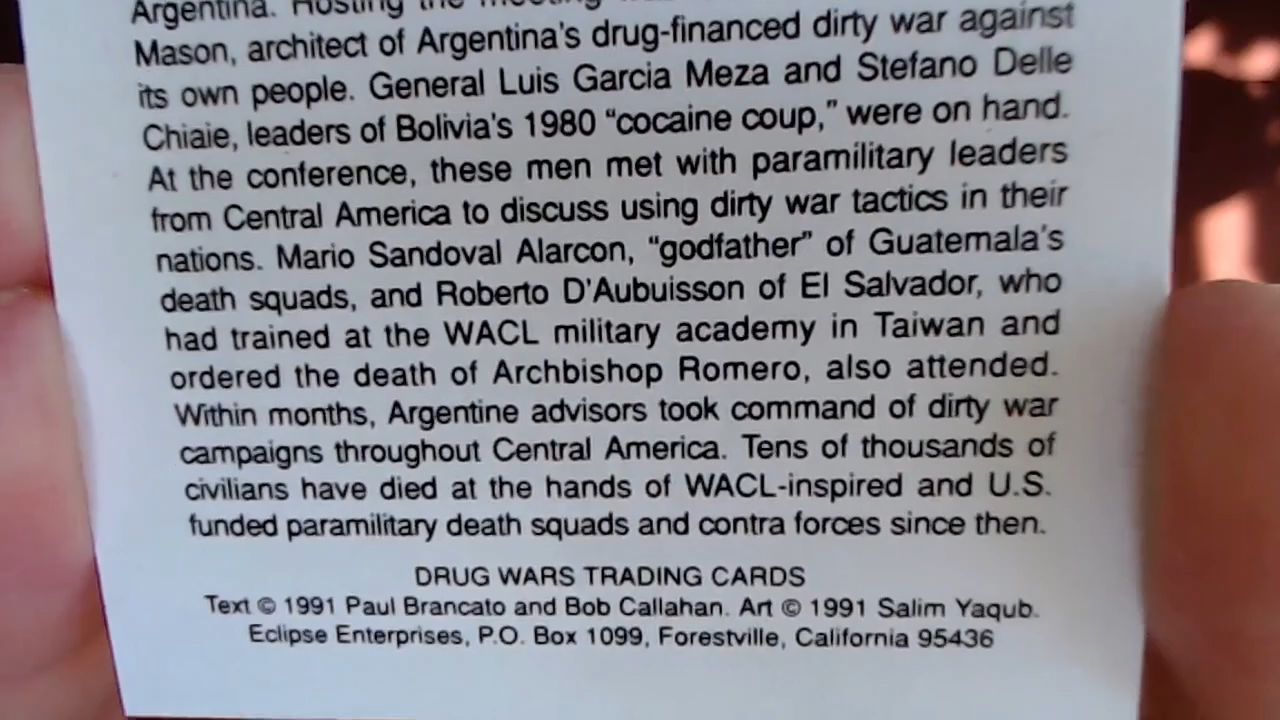 Argentina. Hosting the meeting
Mason, architect of Argentina's drug-financed dirty war against
its own people. General Luis Garcia Meza and Stefano Delle
Chiaie, leaders of Bolivia's 1980 “cocaine coup,” were on hand.
At the conference, these men met with paramilitary leaders
from Central America to discuss using dirty war tactics in their
nations. Mario Sandoval Alarcon, “godfather” of Guatemala's
death squads, and Roberto D'Aubuisson of El Salvador, who
had trained at the WACL military academy in Taiwan and
ordered the death of Archbishop Romero, also attended.
Within months, Argentine advisors took command of dirty war
campaigns throughout Central America. Tens of thousands of
civilians have died at the hands of WACL-inspired and U.S.
funded paramilitary death squads and contra forces since then.
DRUG WARS TRADING CARDS
Text © 1991 Paul Brancato and Bob Callahan. Art © 1991 Salim Yaqub.
Eclipse Enterprises, P.O. Box 1099, Forestville, California 95436